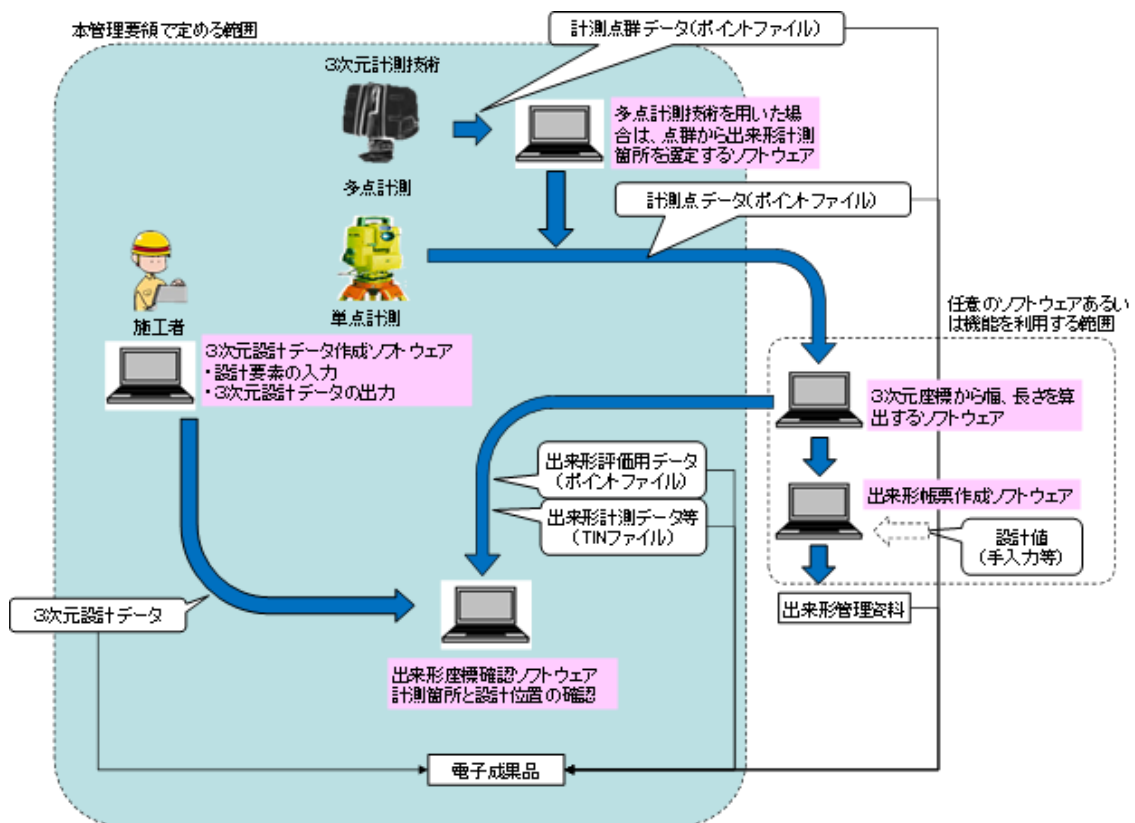 本管理要領で定める範囲
計測点群データ(ポイントファイル)
3次元計測技術
多点計測技術を用いた場
合は、点群から出来形計測
箇所を選定するソフトウェア
多点計測
計測点データ(ポイントファイル)
単点計測
施工者
任意のソフトウェアあるい
は機能を利用する範囲
3次元設計データ作成ソフトウェア
・設計要素の入力
・3次元設計データの出力
3次元座標から幅、長さを算
出するソフトウェア
出来形評価用データ
(ポイントファイル)
出来形計測データ等
(TINファイル)
出来形帳票作成ソフトウェア
設計値
(手入力等)
3次元設計データ
出来形管理資料
出来形座標確認ソフトウェア
計測箇所と設計位置の確認
電子成果品